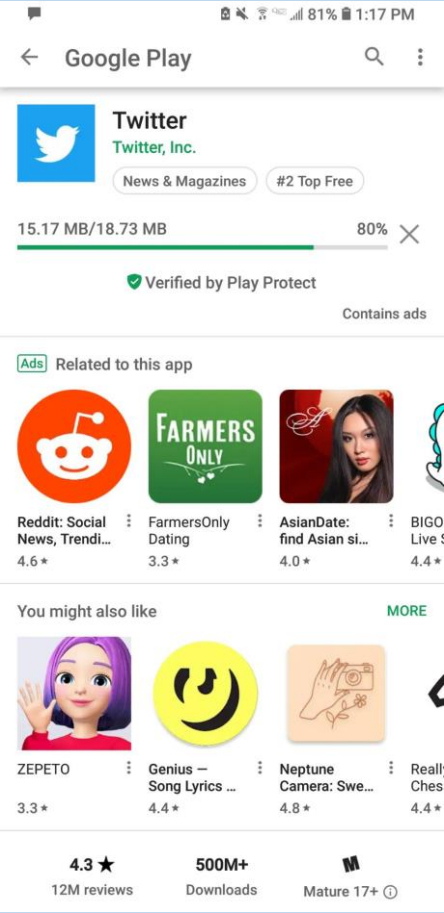 81% 1:17 PM
Google Play
Twitter
Twitter, Inc.
News & Magazines #2 Top Free
15.17 MB/18.73 MB 80%
Verified by Play Protect
Contains ads
Ads Related to this app
FARMERS
ONLY
A
Reddit: Social
News, Trendi...
4.6★
FarmersOnly
Dating
3.3★
AsianDate:
find Asian si...
4.0★
BIGO
Live S
4.4★
You might also like MORE
ZEPETO
3.3★
Genius —
Song Lyrics ...
4.4★
Neptune
Camera: Swe...
4.8★
Reall
Ches
4.4★
4.3★ 500M+ M
12M reviews Downloads Mature 17+